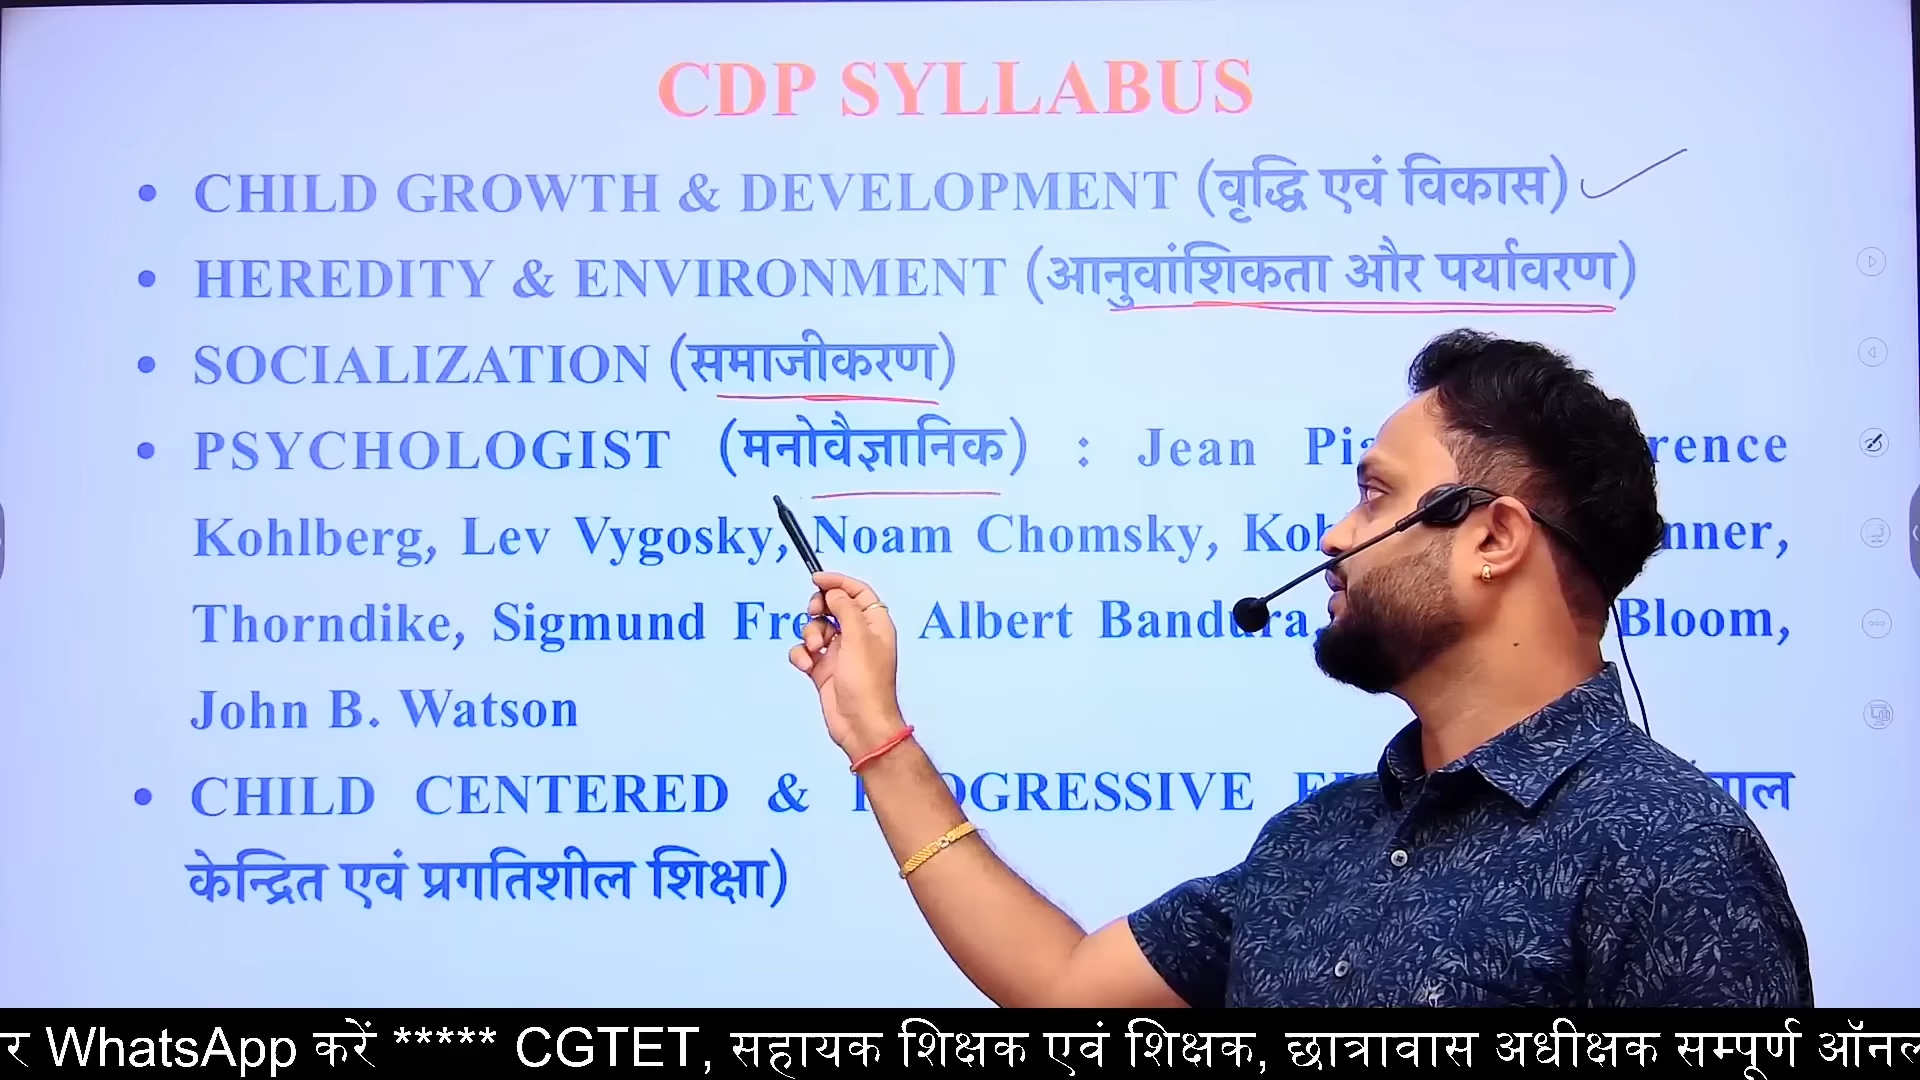 CDP SYLLABUS
• CHILD GROWTH & DEVELOPMENT (वृद्धि एवं विकास)
• HEREDITY & ENVIRONMENT (आनुवांशिकता और पर्यावरण)
• SOCIALIZATION (समाजीकरण)
• PSYCHOLOGIST (मनोवैज्ञानिक) : Jean
Kohlberg, Lev Vygosky, Noam Chomsky,
Thorndike, Sigmund Albert Bandura, Bloom,
John B. Watson
• CHILD CENTERED &
केन्द्रित एवं प्रगतिशील शिक्षा)
WhatsApp करें ***** CGTET, सहायक शिक्षक एवं शिक्षक, छात्रावास अधीक्षक सम्पूर्ण